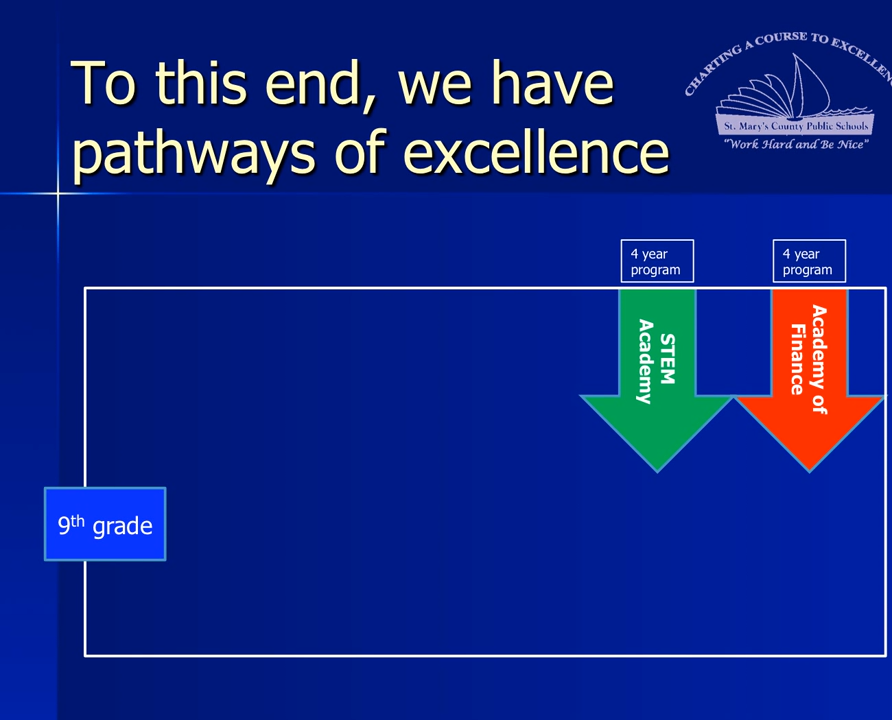 To this end, we have
pathways of excellence
CHARTING A COURSE TO EXCELLEN
St. Mary's County Public Schools
"Work Hard and Be Nice"
4 year
program
4 year
program
STEM
Academy
Academy of
Finance
9th grade